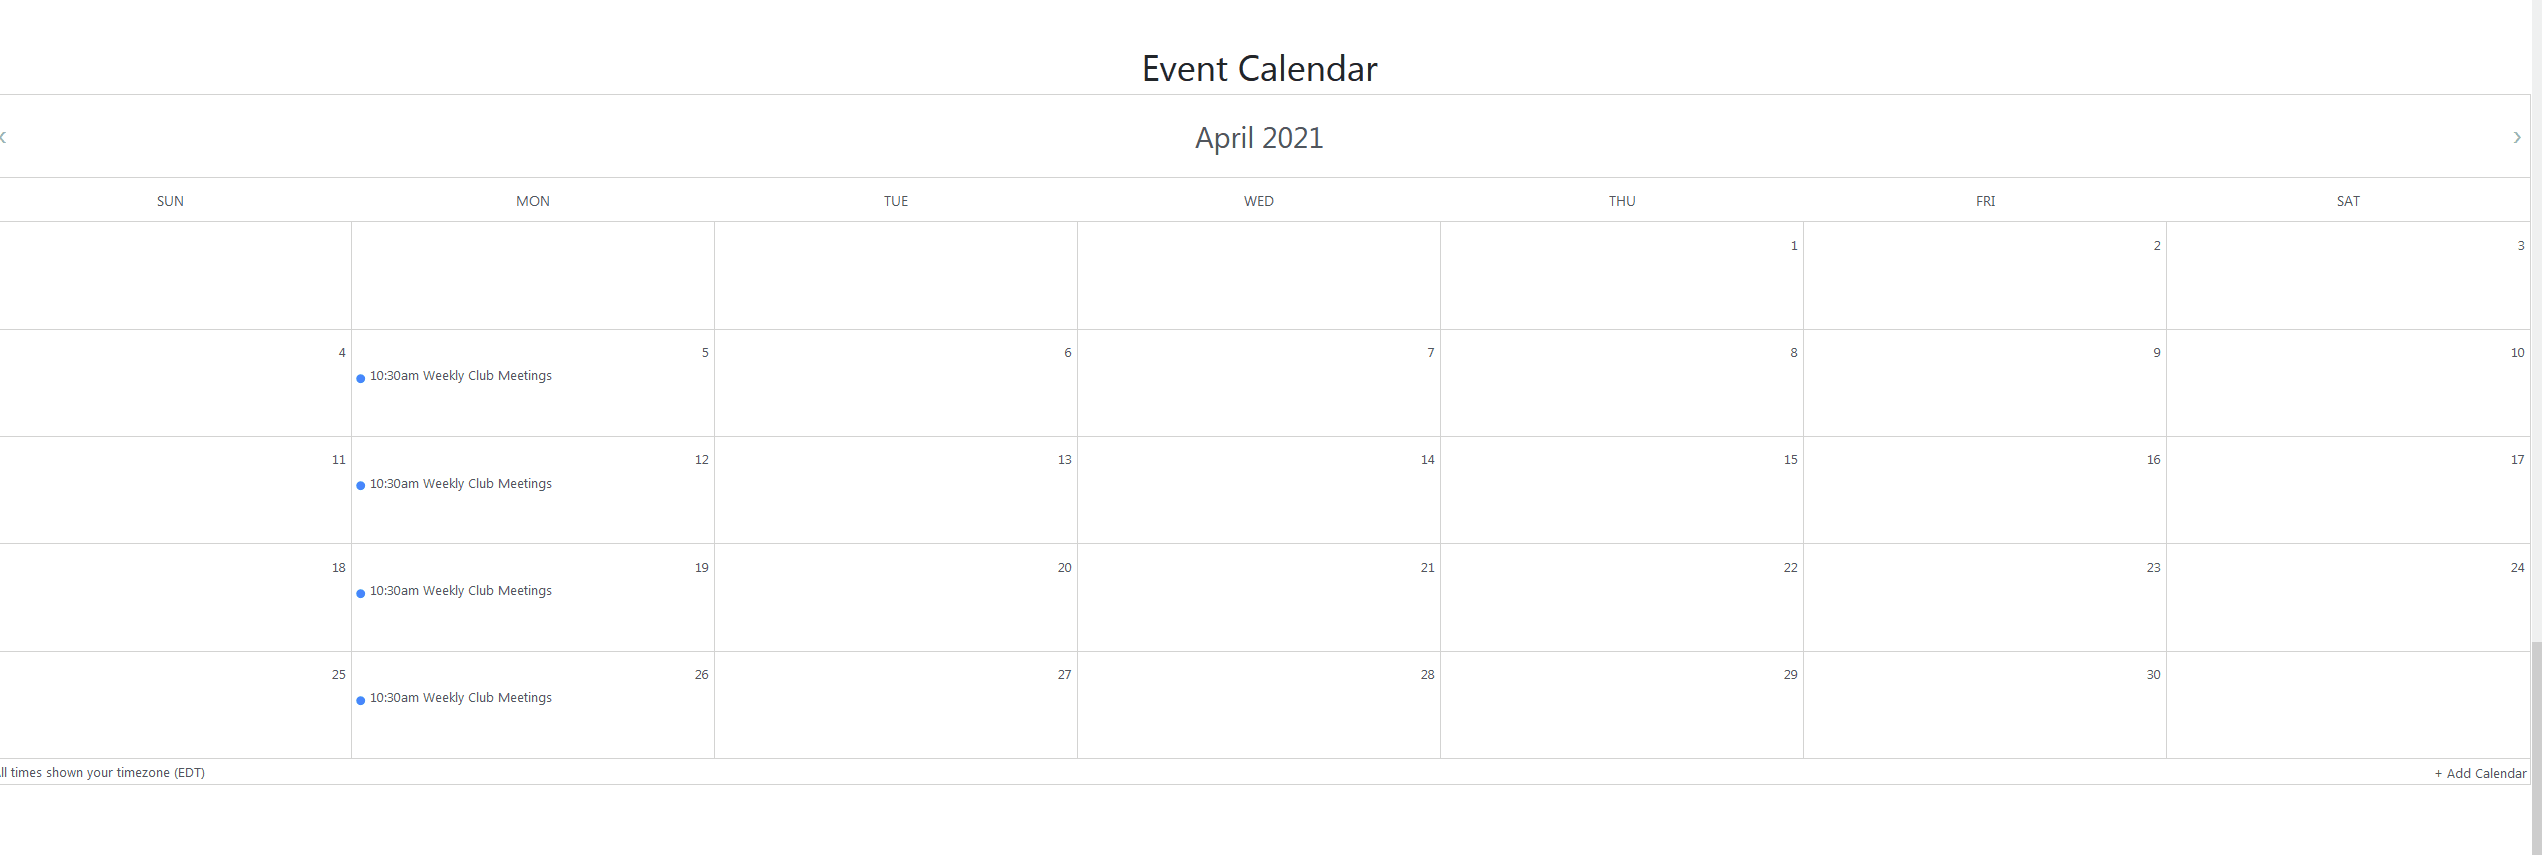 Event Calendar
April 2021
SUN MON TUE WED THU FRI SAT
1 2 3
4 5 6 7 8 9 10
10:30am Weekly Club Meetings
11 12 13 14 15 16 17
10:30am Weekly Club Meetings
18 19 20 21 22 23 24
10:30am Weekly Club Meetings
25 26 27 28 29 30
10:30am Weekly Club Meetings
ll times shown your timezone (EDT) + Add Calendar